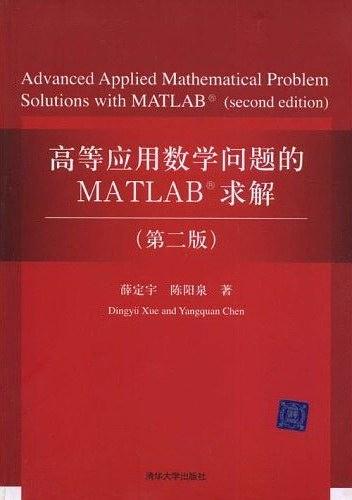 Advanced Applied Mathematical Problem
Solutions with MATLAB® (second edition)
高等应用数学问题的
MATLAB® 求解
(第二版)
薛定宇 陈阳泉 著
Dingyü Xue and Yangquan Chen
清华大学出版社